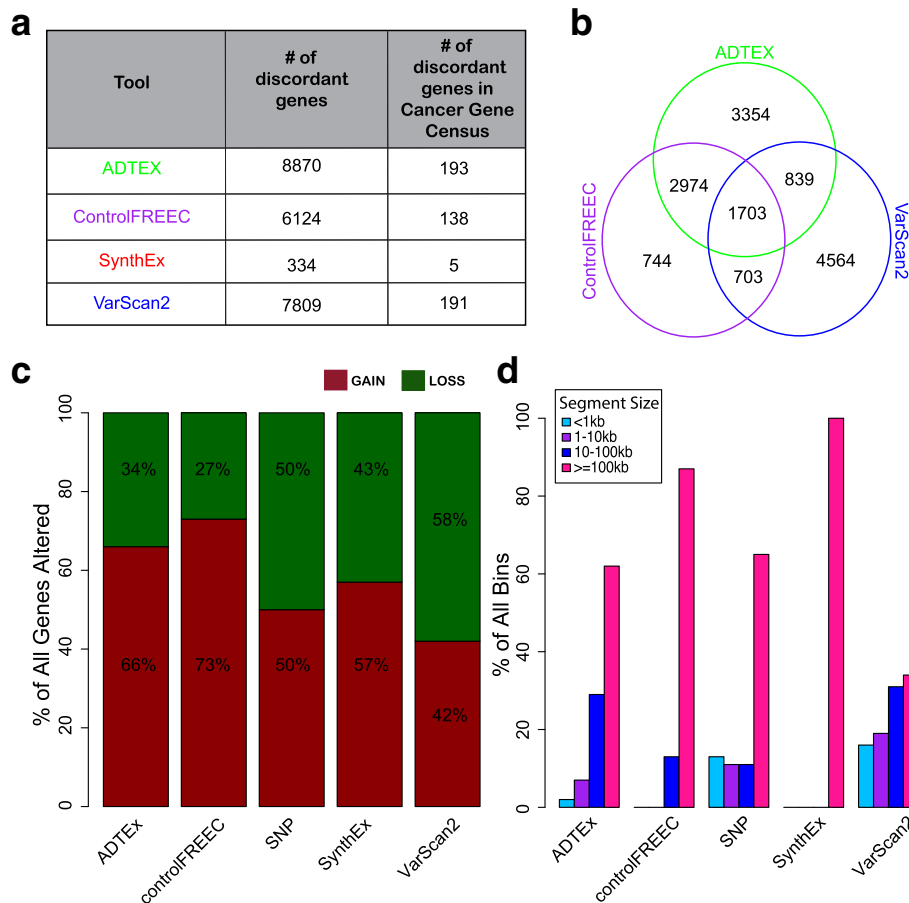 a
Tool
# of
discordant
genes
# of
discordant
genes in
Cancer Gene
Census
ADTEX
8870
193
ControlFREEC
6124
138
SynthEx
334
5
VarScan2
7809
191
b
ADTEX
ControlFREEC
VarScan2
3354
2974
839
1703
744
703
4564
c
GAIN
LOSS
% of All Genes Altered
0
20
40
60
80
100
34%
27%
50%
43%
58%
66%
73%
50%
57%
42%
ADTEx
controlFREEC
SNP
SynthEx
VarScan2
d
Segment Size
<1kb
1-10kb
10-100kb
>=100kb
% of All Bins
0
20
40
60
80
100
ADTEx
controlFREEC
SNP
SynthEx
VarScan2